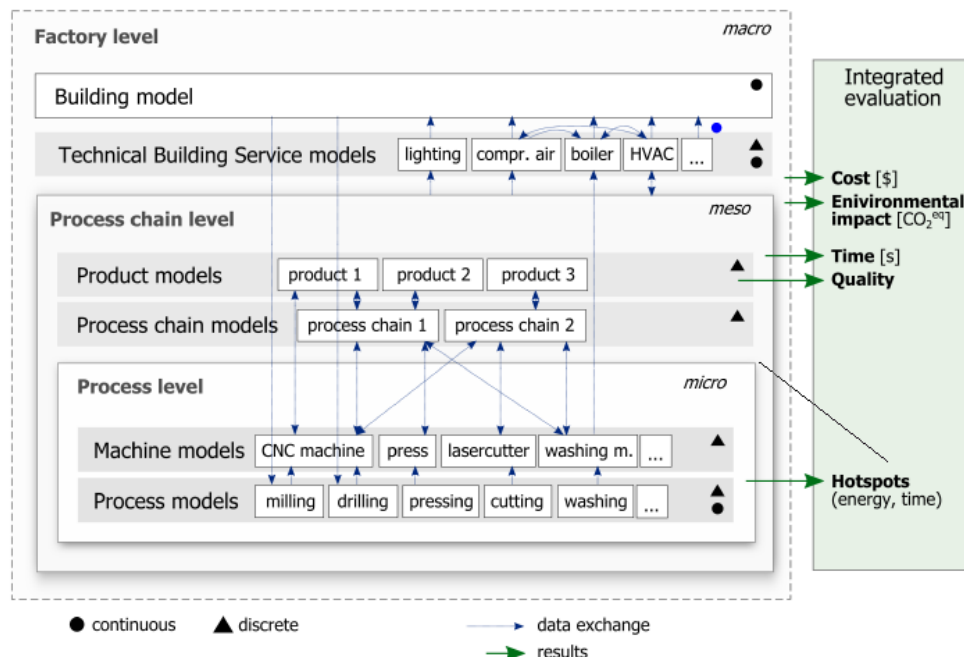 Factory level
macro
Building model
Technical Building Service models
lighting
compr. air
boiler
HVAC
...
Process chain level
meso
Product models
product 1
product 2
product 3
Process chain models
process chain 1
process chain 2
Process level
micro
Machine models
CNC machine
press
lasercutter
washing m.
...
Process models
milling
drilling
pressing
cutting
washing
...
Integrated
evaluation
Cost [$]
Enivironmental
impact [CO₂ᵉq]
Time [s]
Quality
Hotspots
(energy, time)
continuous
discrete
data exchange
results